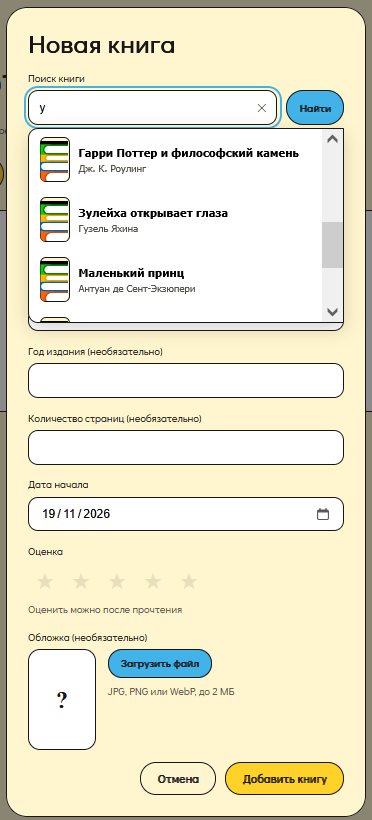 Новая книга
Поиск книги
у
Найти
Гарри Поттер и философский камень
Дж. К. Роулинг
Зулейха открывает глаза
Гузель Яхина
Маленький принц
Антуан де Сент-Экзюпери
Год издания (необязательно)
Количество страниц (необязательно)
Дата начала
19 / 11 / 2026
Оценка
Оценить можно после прочтения
Обложка (необязательно)
?
Загрузить файл
JPG, PNG или WebP, до 2 МБ
Отмена
Добавить книгу